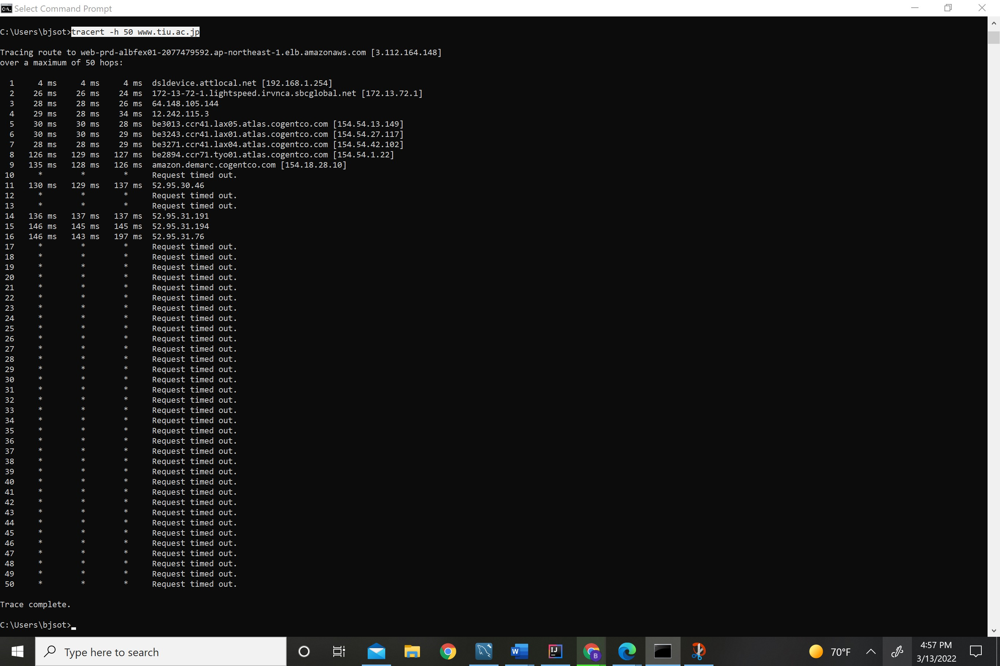 Select Command Prompt
C:\Users\bjsot>tracert -h 50 www.tiu.ac.jp
Tracing route to web-prd-albfex01-2077479592.ap-northeast-1.elb.amazonaws.com [3.112.164.148]
over a maximum of 50 hops:
1 4 ms 4 ms 4 ms dsldevice.attlocal.net [192.168.1.254]
2 26 ms 26 ms 24 ms 172-13-72-1.lightspeed.irvnca.sbcglobal.net [172.13.72.1]
3 28 ms 28 ms 26 ms 64.148.105.144
4 29 ms 28 ms 34 ms 12.242.115.3
5 30 ms 30 ms 28 ms be3013.ccr41.lax05.atlas.cogentco.com [154.54.13.149]
6 30 ms 30 ms 29 ms be3243.ccr41.lax01.atlas.cogentco.com [154.54.27.117]
7 28 ms 28 ms 29 ms be3271.ccr41.lax04.atlas.cogentco.com [154.54.42.102]
8 126 ms 129 ms 127 ms be2894.ccr71.tyo01.atlas.cogentco.com [154.54.1.22]
9 135 ms 128 ms 126 ms amazon.demarc.cogentco.com [154.18.28.10]
10 * * * Request timed out.
11 130 ms 129 ms 137 ms 52.95.30.46
12 * * * Request timed out.
13 * * * Request timed out.
14 136 ms 137 ms 137 ms 52.95.31.191
15 146 ms 145 ms 145 ms 52.95.31.194
16 146 ms 143 ms 197 ms 52.95.31.76
17 * * * Request timed out.
18 * * * Request timed out.
19 * * * Request timed out.
20 * * * Request timed out.
21 * * * Request timed out.
22 * * * Request timed out.
23 * * * Request timed out.
24 * * * Request timed out.
25 * * * Request timed out.
26 * * * Request timed out.
27 * * * Request timed out.
28 * * * Request timed out.
29 * * * Request timed out.
30 * * * Request timed out.
31 * * * Request timed out.
32 * * * Request timed out.
33 * * * Request timed out.
34 * * * Request timed out.
35 * * * Request timed out.
36 * * * Request timed out.
37 * * * Request timed out.
38 * * * Request timed out.
39 * * * Request timed out.
40 * * * Request timed out.
41 * * * Request timed out.
42 * * * Request timed out.
43 * * * Request timed out.
44 * * * Request timed out.
45 * * * Request timed out.
46 * * * Request timed out.
47 * * * Request timed out.
48 * * * Request timed out.
49 * * * Request timed out.
50 * * * Request timed out.
Trace complete.
C:\Users\bjsot>
Type here to search
70°F
4:57 PM
3/13/2022